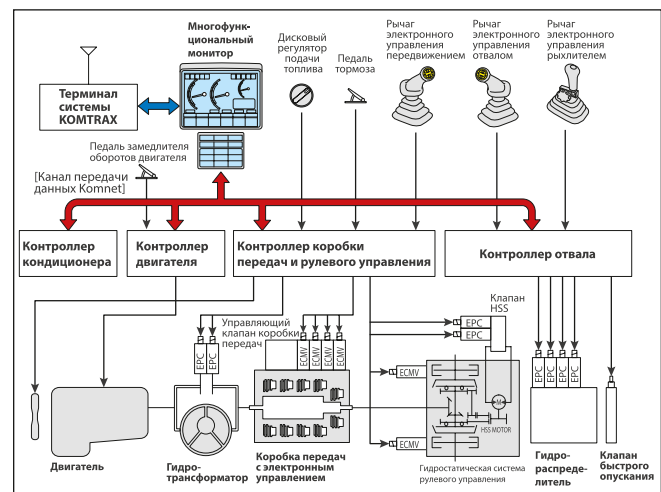 Многофунк-
циональный
монитор
Дисковый
регулятор
подачи
топлива
Педаль
тормоза
Рычаг
электронного
управления
передвижением
Рычаг
электронного
управления
отвалом
Рычаг
электронного
управления
рыхлителем
Терминал
системы
KOMTRAX
Педаль замедлителя
оборотов двигателя
[Канал передачи
данных Komnet]
Контроллер
кондиционера
Контроллер
двигателя
Контроллер коробки
передач и рулевого управления
Контроллер отвала
Управляющий
клапан коробки
передач
Клапан
HSS
EPC
EPC
EPC
EPC
ECMV
ECMV
ECMV
ECMV
ECMV
ECMV
EPC
EPC
EPC
EPC
M
HSS MOTOR
Двигатель
Гидро-
трансформатор
Коробка передач
с электронным
управлением
Гидростатическая система
рулевого управления
Гидро-
распреде-
литель
Клапан
быстрого
опускания